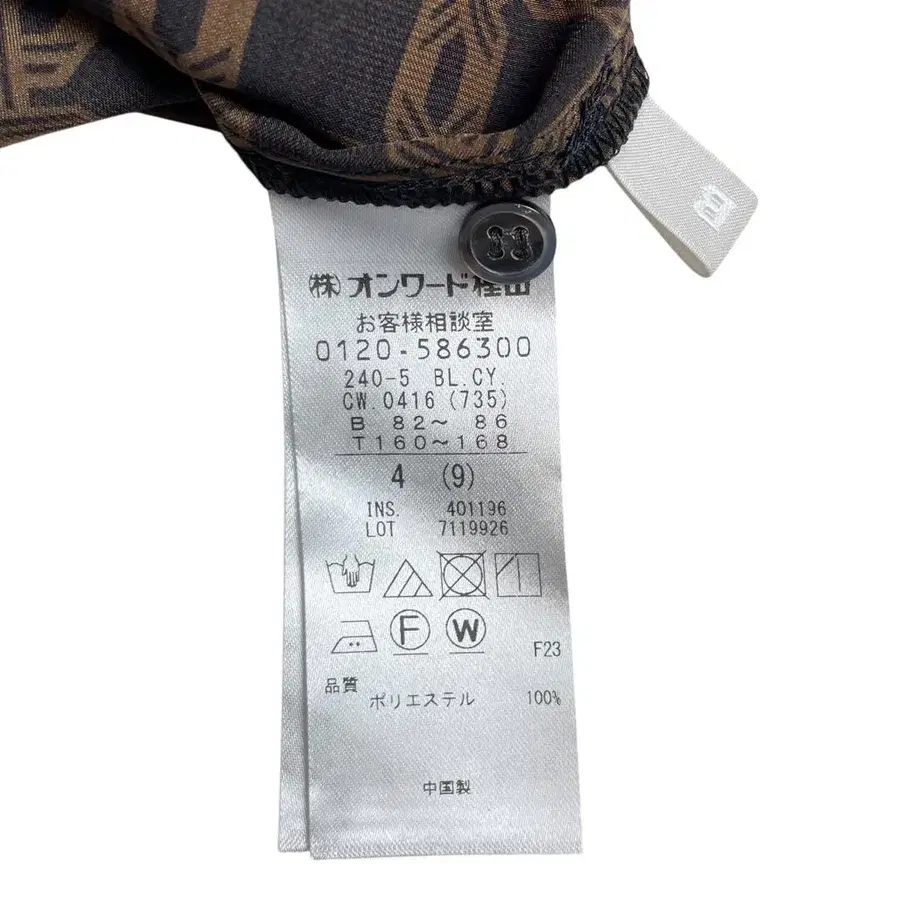 ㈱オンワード樫山
お客様相談室
0120-586300
240-5 BL.CY.
CW.0416 (735)
B 82～ 86
T160～168
4 (9)
INS. 401196
LOT 7119926
F W
F23
品質
ポリエステル 100%
中国製